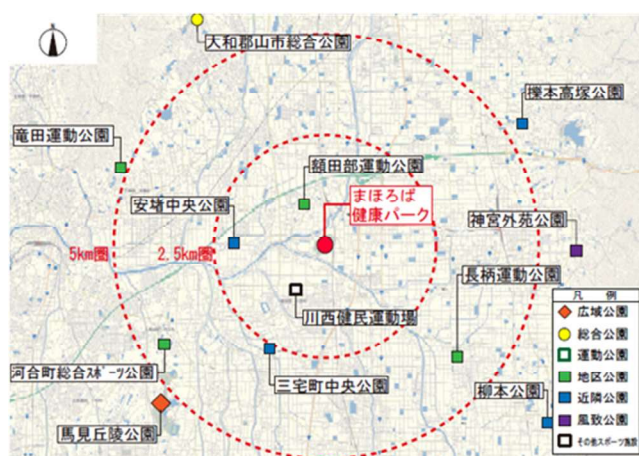 大和郡山市総合公園
櫟本高塚公園
竜田運動公園
額田部運動公園
まほろば
健康パーク
安堵中央公園
神宮外苑公園
5km圏
2.5km圏
長柄運動公園
川西健民運動場
河合町総合スポーツ公園
三宅町中央公園
柳本公園
馬見丘陵公園
凡例
広域公園
総合公園
運動公園
地区公園
近隣公園
風致公園
その他スポーツ施設